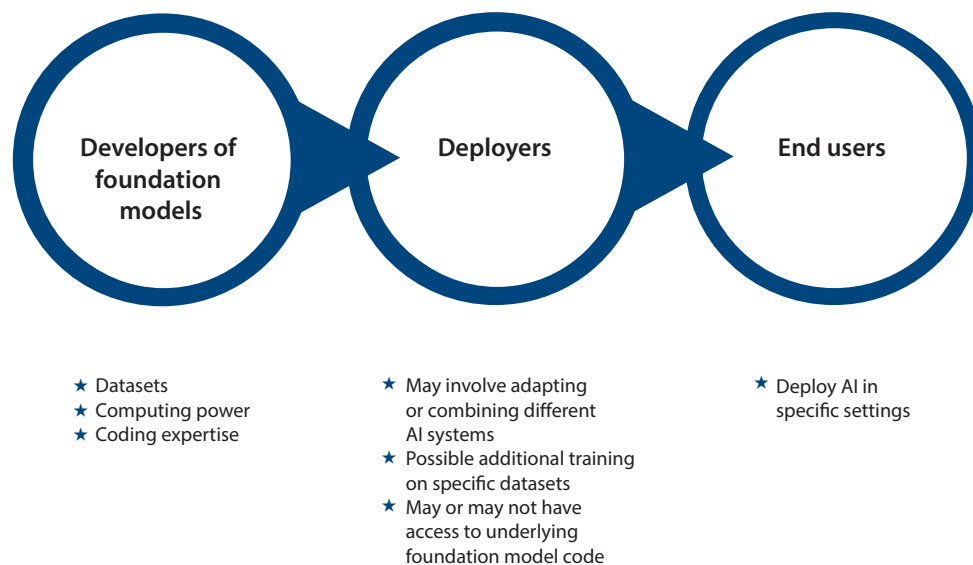 Developers of
foundation
models
Deployers
End users
★ Datasets
★ Computing power
★ Coding expertise
★ May involve adapting
or combining different
AI systems
★ Possible additional training
on specific datasets
★ May or may not have
access to underlying
foundation model code
★ Deploy AI in
specific settings